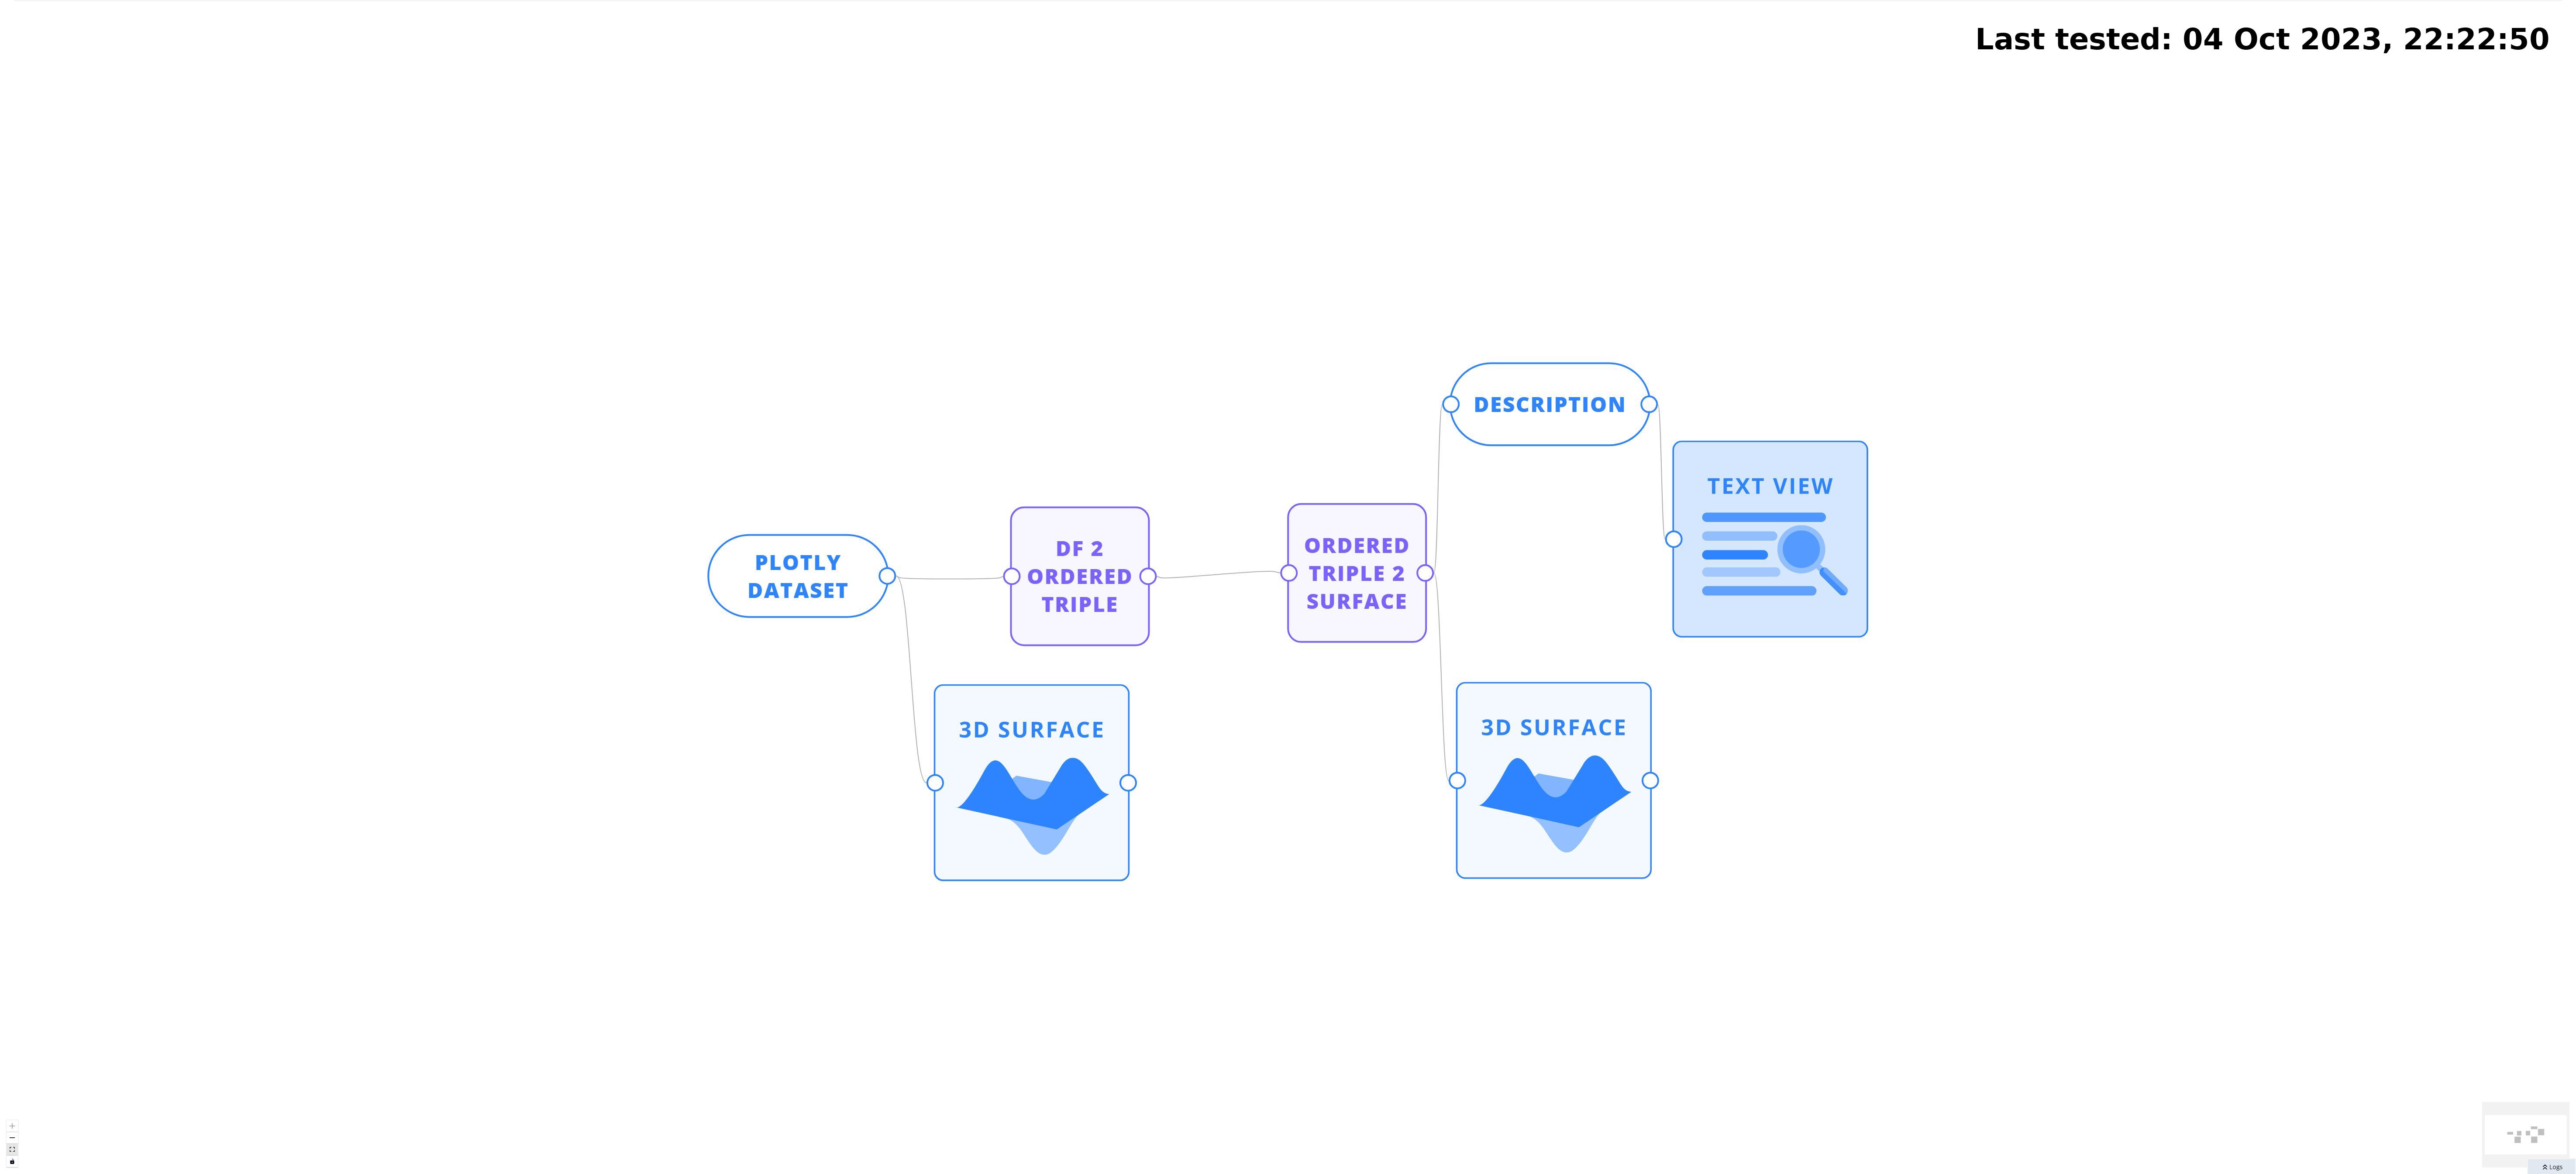 Last tested: 04 Oct 2023, 22:22:50
DESCRIPTION
TEXT VIEW
PLOTLY
DATASET
DF 2
ORDERED
TRIPLE
ORDERED
TRIPLE 2
SURFACE
3D SURFACE
3D SURFACE
Logs